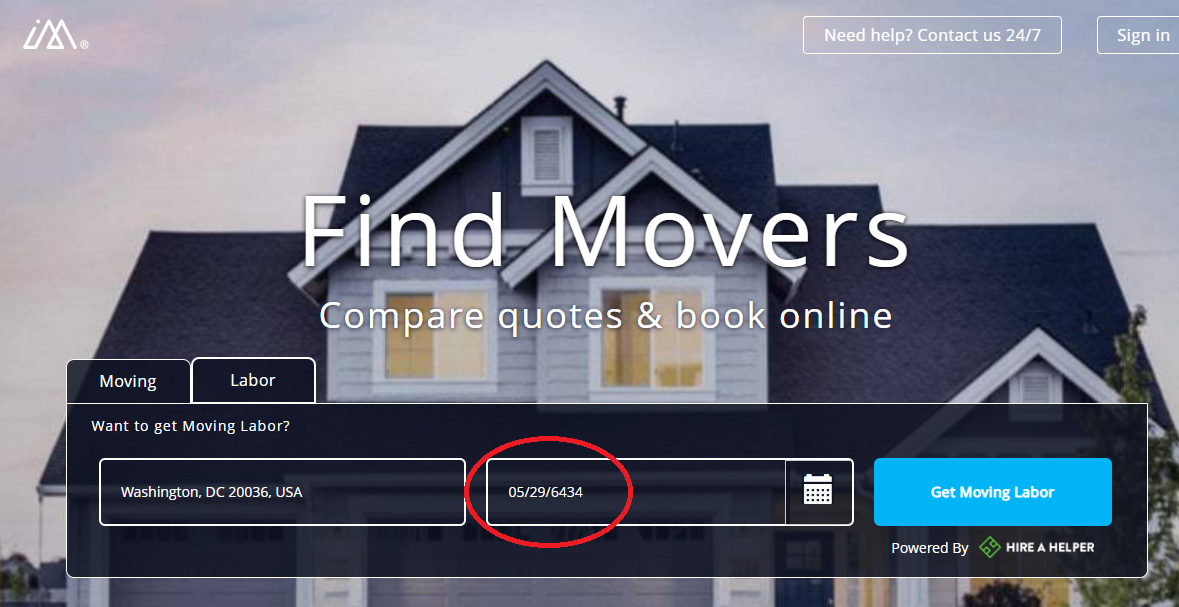 iM®
Need help? Contact us 24/7
Sign in
Find Movers
Compare quotes & book online
Moving
Labor
Want to get Moving Labor?
Washington, DC 20036, USA
05/29/6434
Get Moving Labor
Powered By HIRE A HELPER